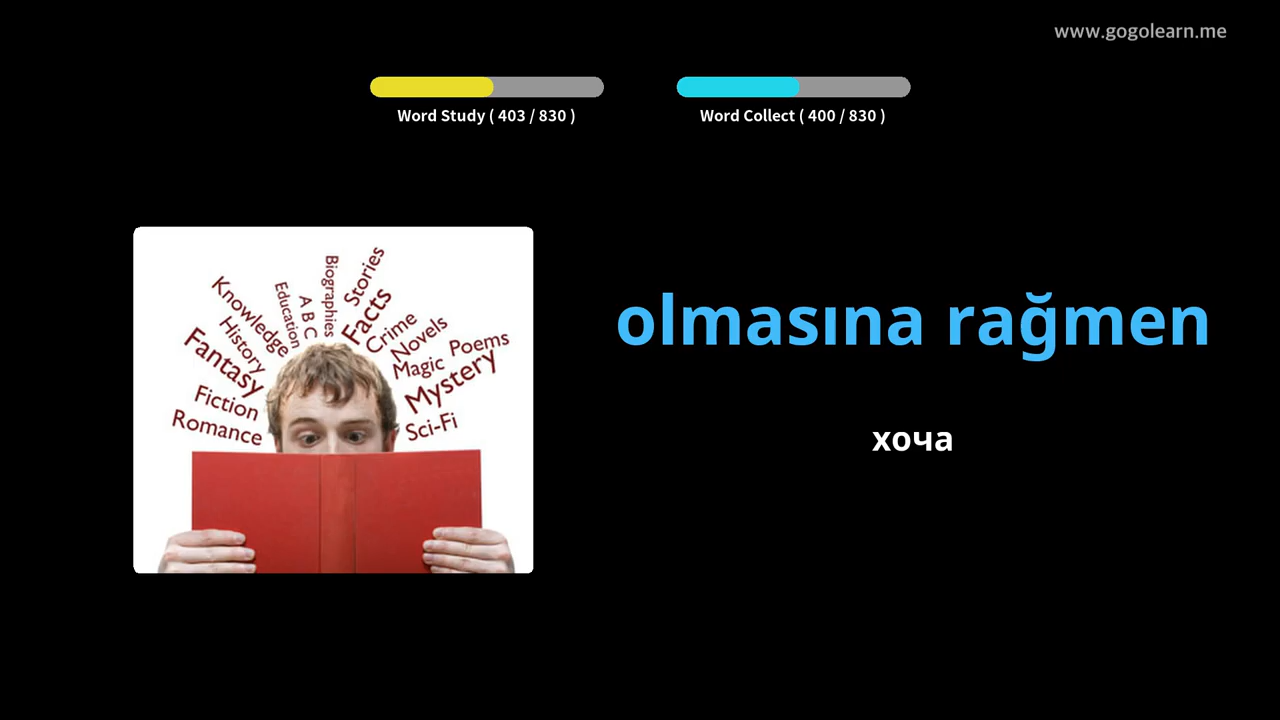 www.gogolearn.me
Word Study ( 403 / 830 )
Word Collect ( 400 / 830 )
olmasına rağmen
хоча
Knowledge
Education
A B C
Biographies
Stories
Facts
Crime
Novels
Poems
Magic
Mystery
Sci-Fi
History
Fantasy
Fiction
Romance